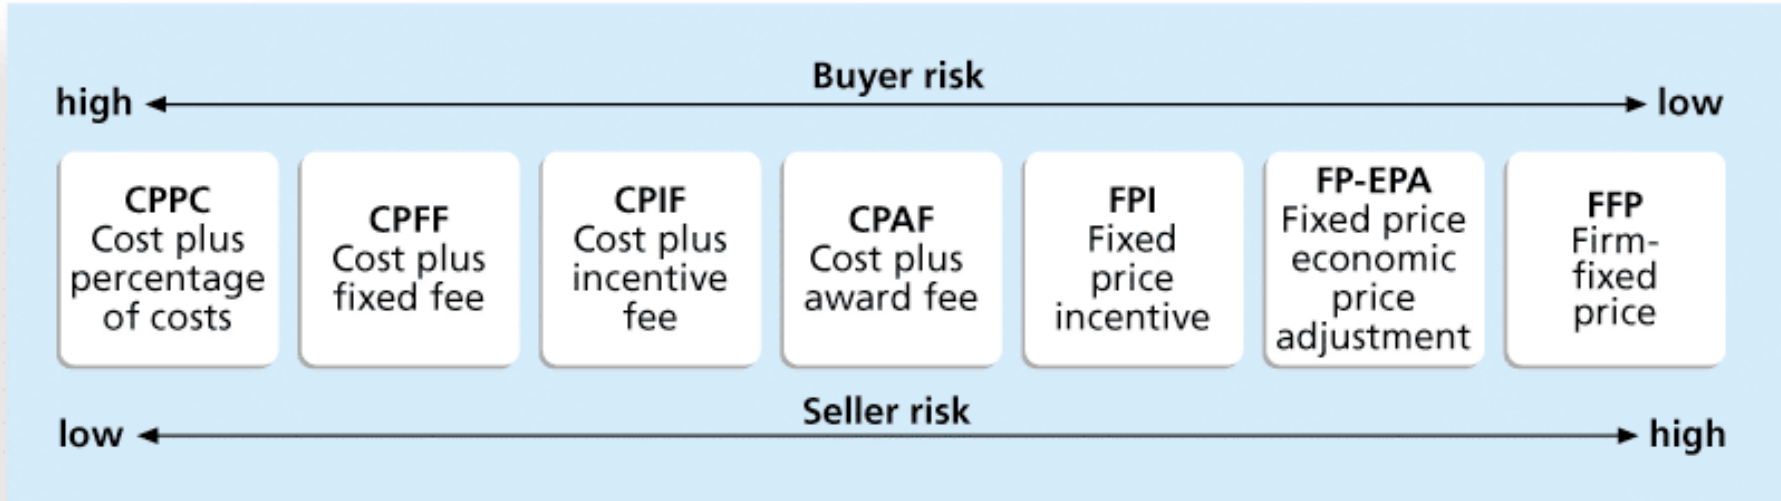 Buyer risk
high low
CPPC
Cost plus
percentage
of costs
CPFF
Cost plus
fixed fee
CPIF
Cost plus
incentive
fee
CPAF
Cost plus
award fee
FPI
Fixed
price
incentive
FP-EPA
Fixed price
economic
price
adjustment
FFP
Firm-
fixed
price
Seller risk
low high